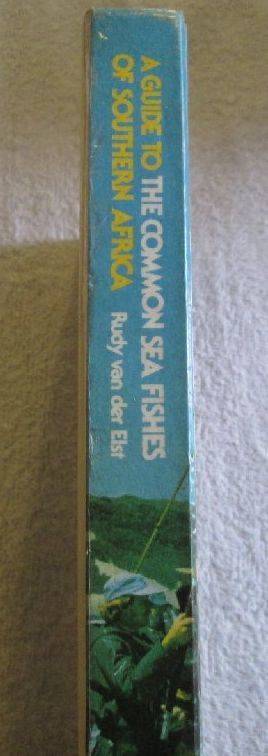 A GUIDE TO THE COMMON SEA FISHES
OF SOUTHERN AFRICA Rudy van der Elst